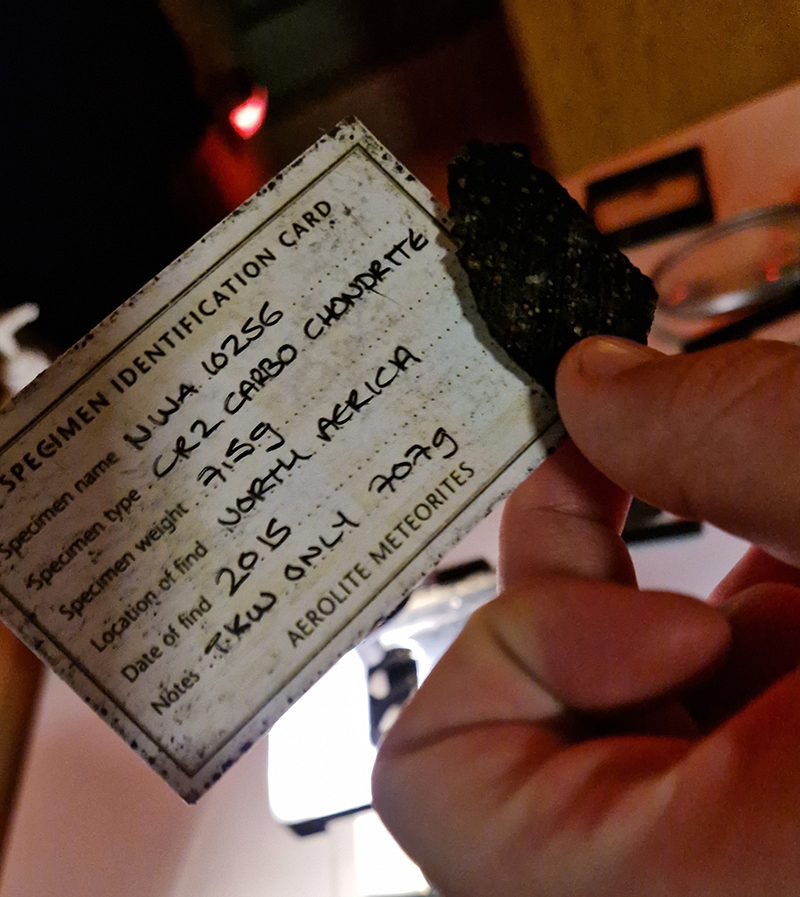 SPECIMEN IDENTIFICATION CARD
Specimen name NWA 10256
Specimen type CR2 CARBO CHONDRITE
Specimen weight 7.5g
Location of find NORTH AFRICA
Date of find 2015
Notes TKW ONLY 707g
AEROLITE METEORITES